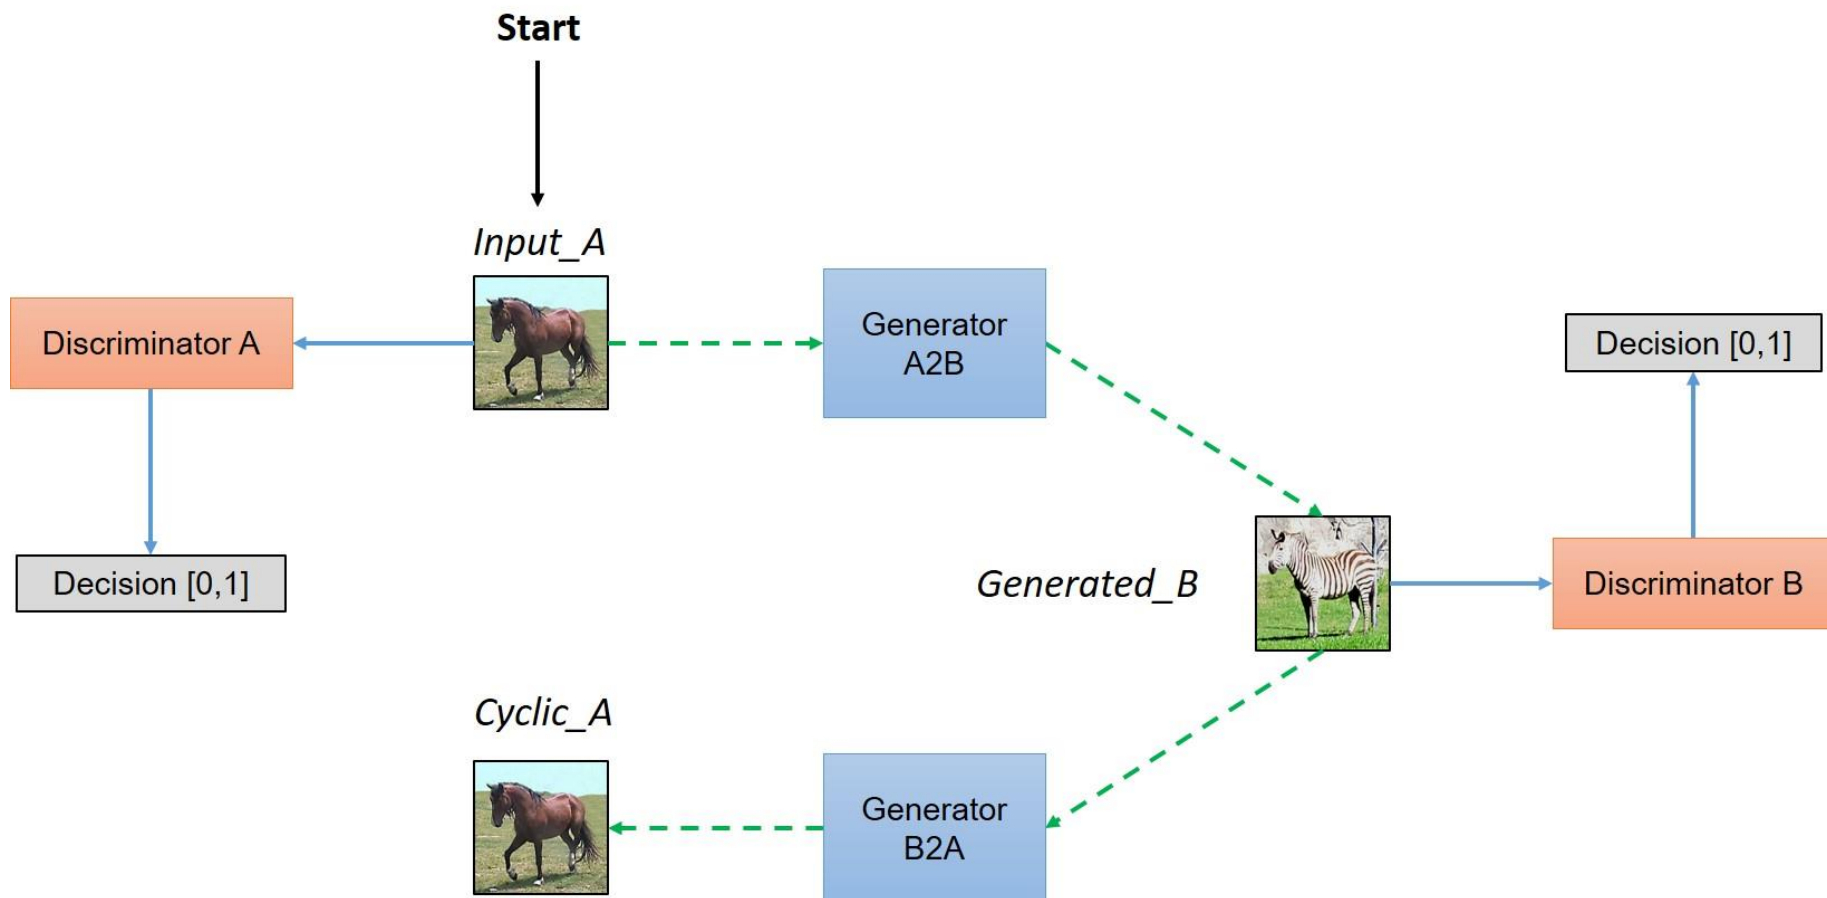 Start
Input_A
Discriminator A
Generator
A2B
Decision [0,1]
Decision [0,1]
Generated_B
Discriminator B
Cyclic_A
Generator
B2A